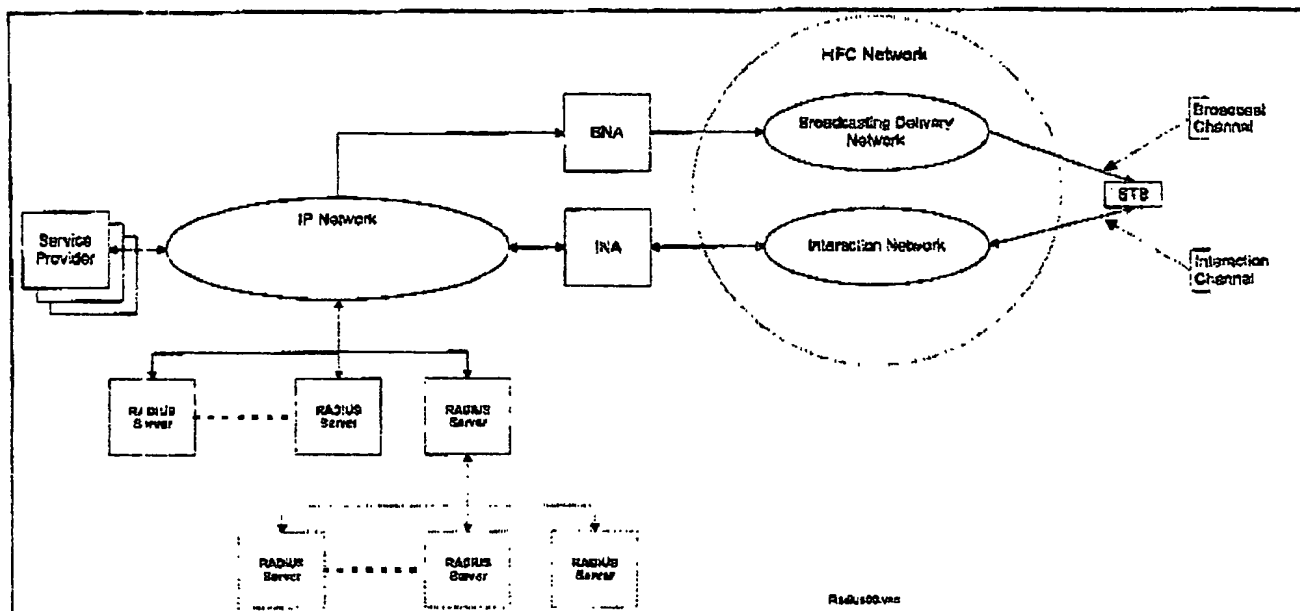 HFC Network
BNA
Broadcasting Delivery
Network
Broadcast
Channel
STB
IP Network
Service
Provider
INA
Interaction Network
Interaction
Channel
RADIUS
Server
RADIUS
Server
RADIUS
Server
RADIUS
Server
RADIUS
Server
RADIUS
Server